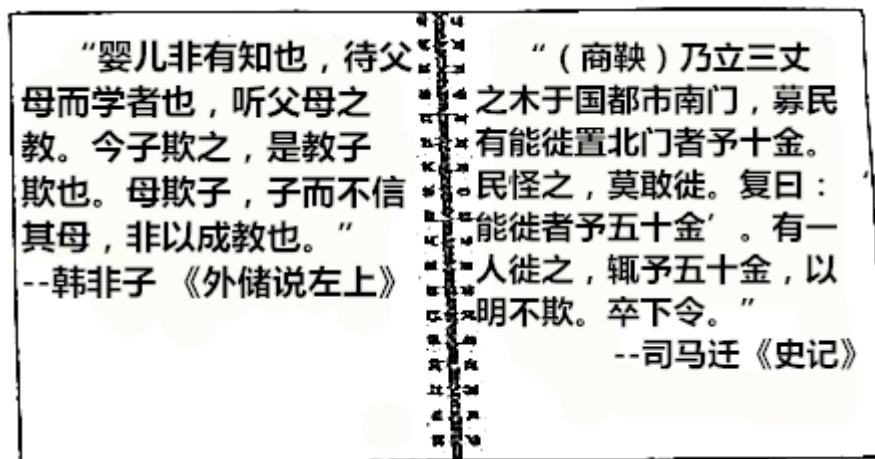 “婴儿非有知也，待父
母而学者也，听父母之
教。今子欺之，是教子
欺也。母欺子，子而不信
其母，非以成教也。”
--韩非子 《外储说左上》
“（商鞅）乃立三丈
之木于国都市南门，募民
有能徙置北门者予十金。
民怪之，莫敢徙。复曰：‘
能徙者予五十金’。有一
人徙之，辄予五十金，以
明不欺。卒下令。”
--司马迁《史记》